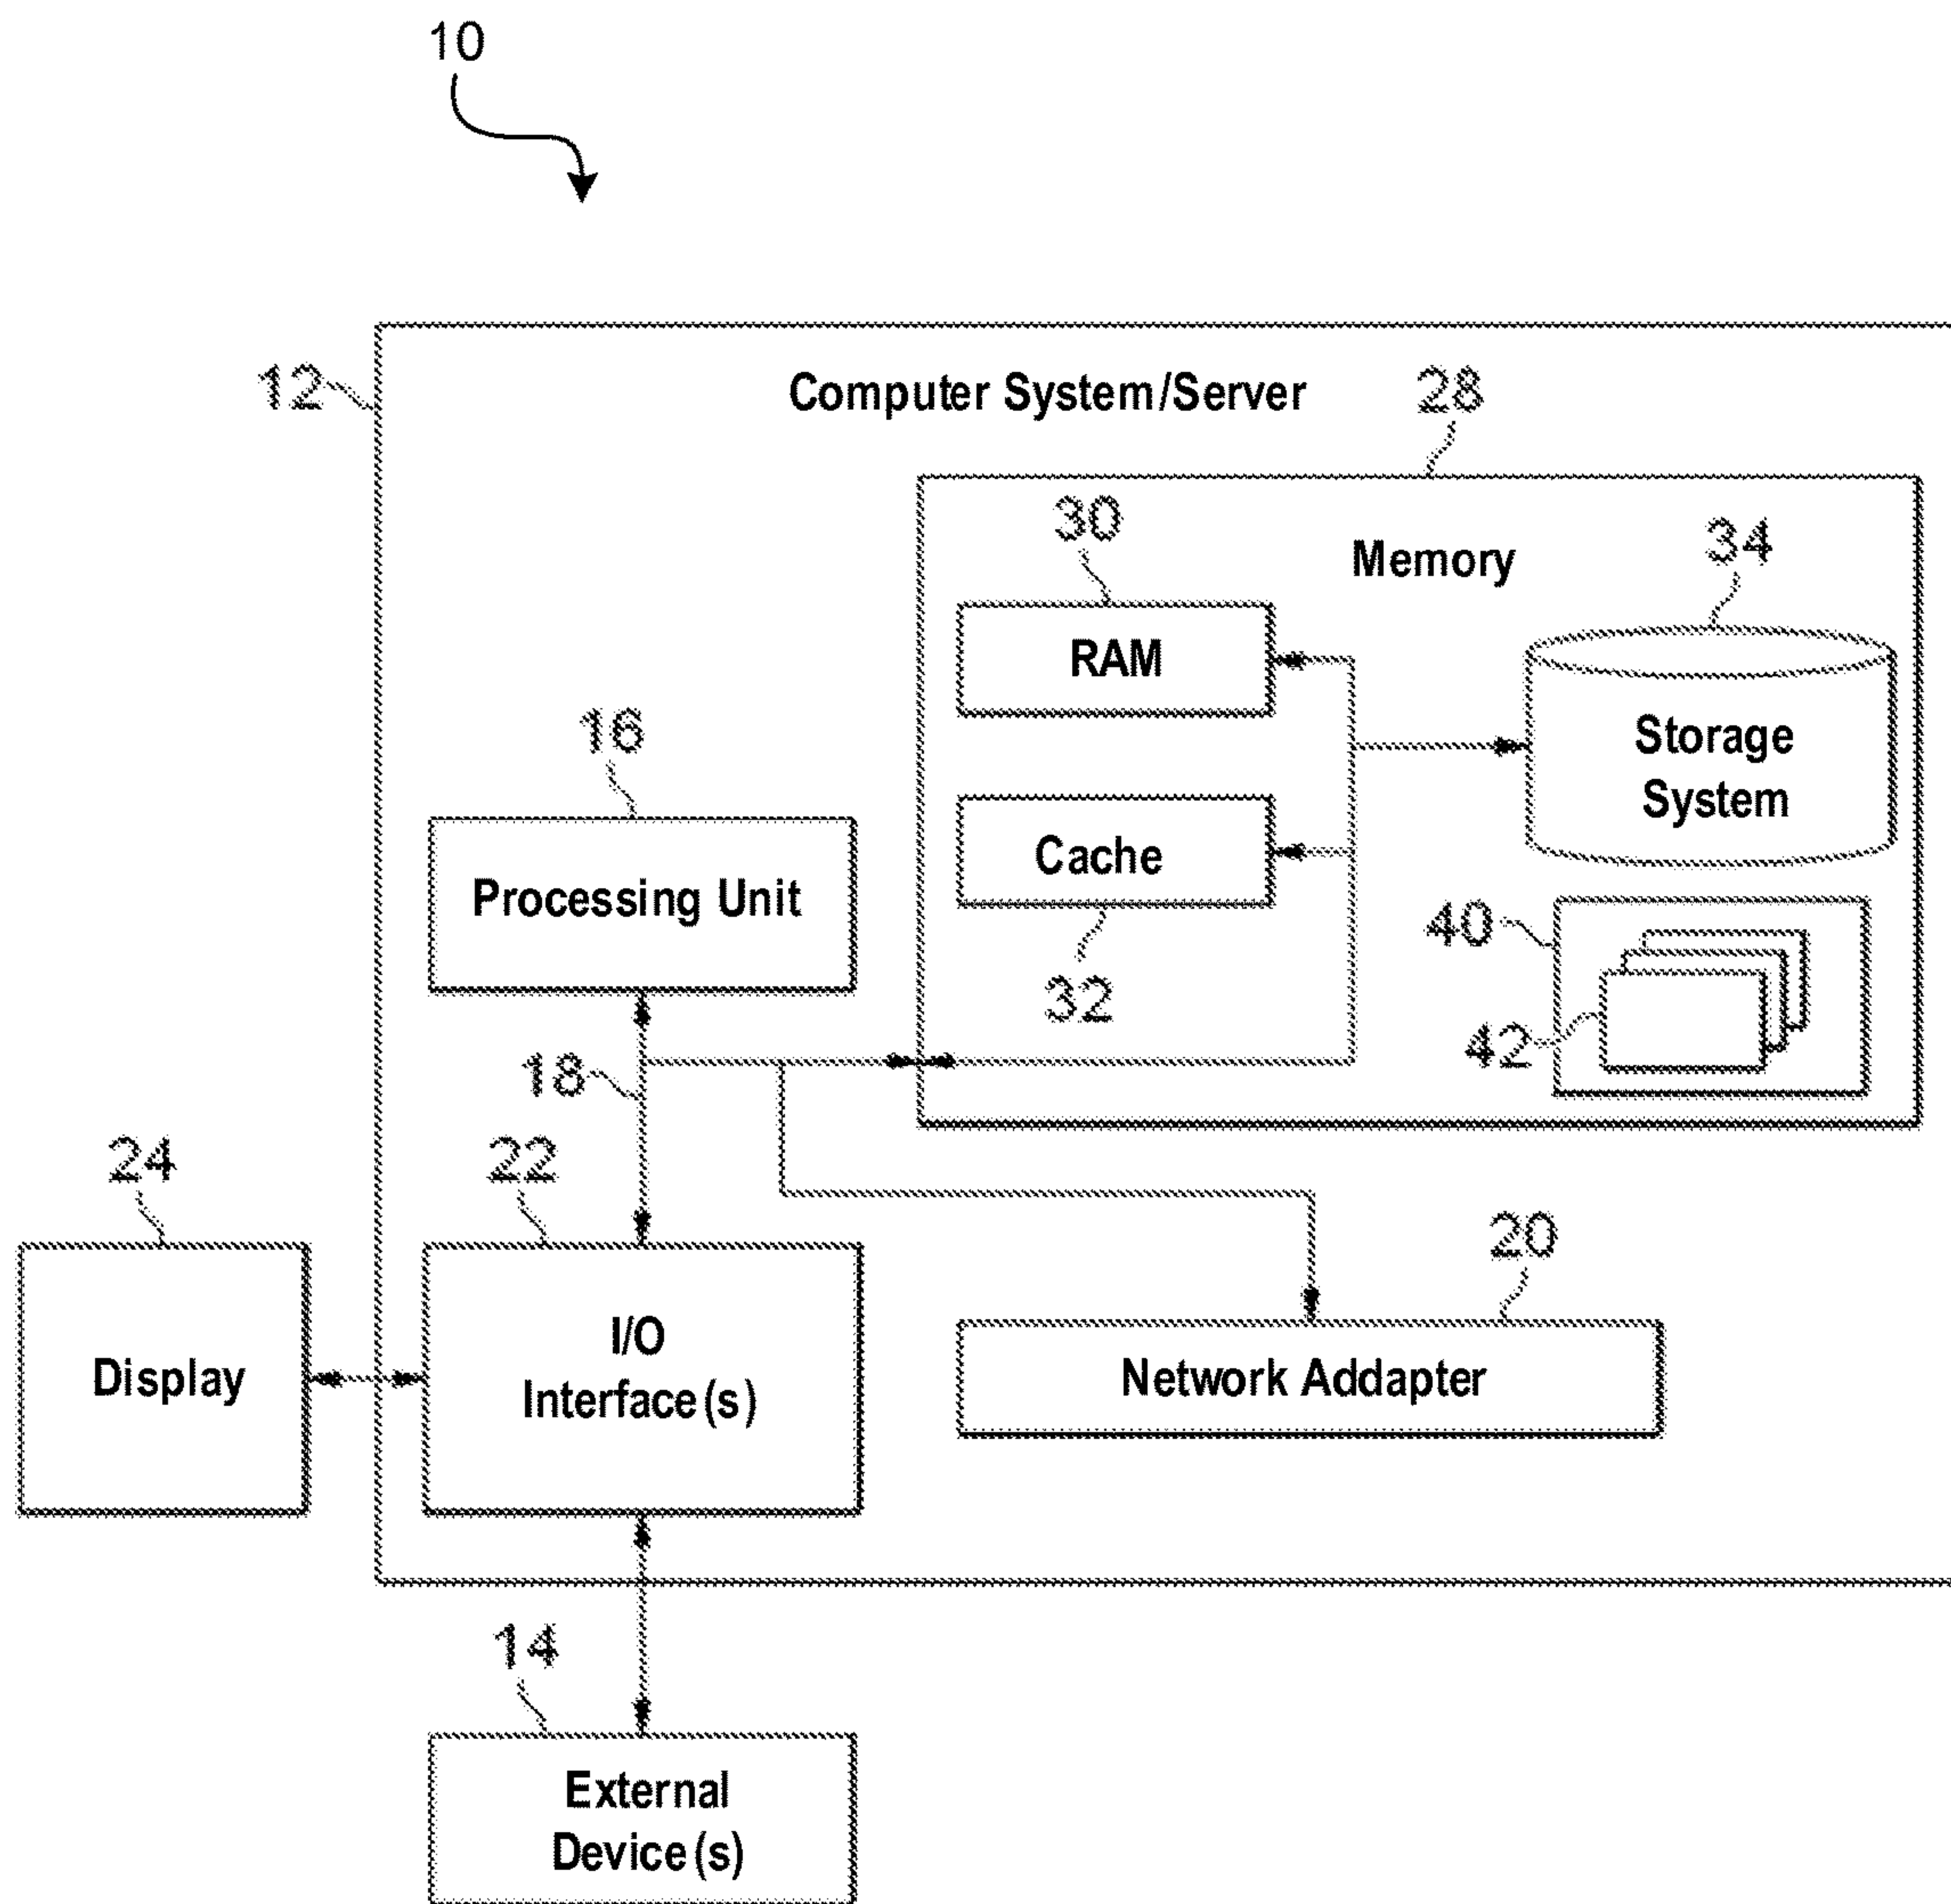 10
12
Computer System/Server
28
30
Memory
34
RAM
Storage
System
16
Cache
Processing Unit
40
32
42
18
24
22
20
Display
I/O
Interface(s)
Network Addapter
14
External
Device(s)